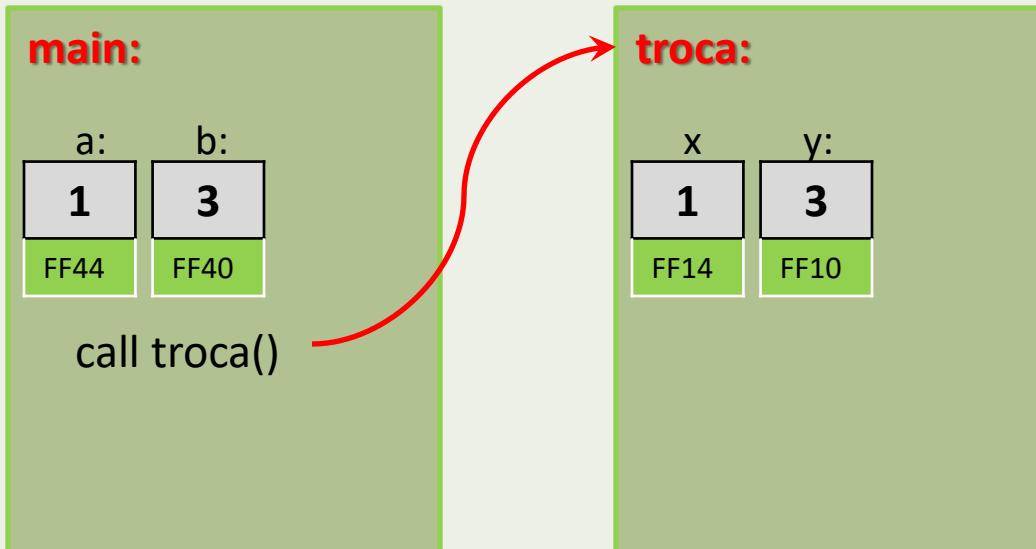 main:
a: b:
1 3
FF44 FF40
call troca()
troca:
x y:
1 3
FF14 FF10